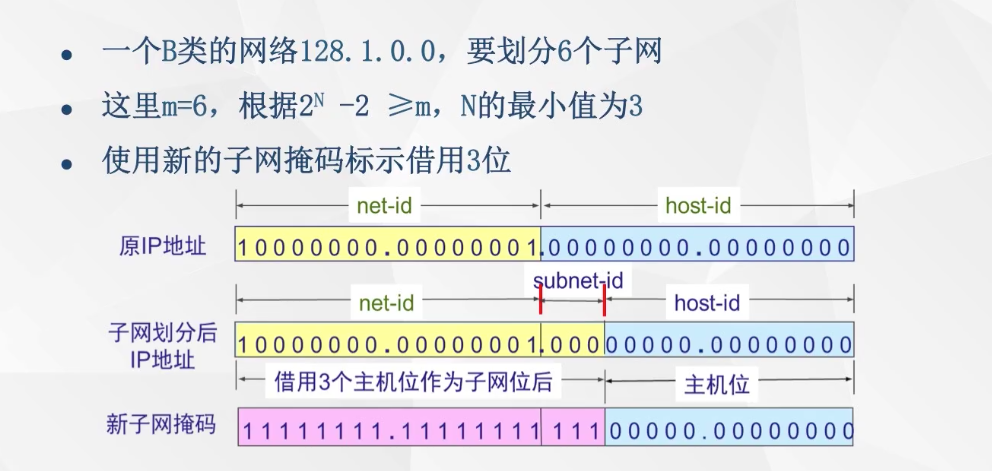 • 一个B类的网络128.1.0.0，要划分6个子网
• 这里m=6，根据2^N -2 ≥m，N的最小值为3
• 使用新的子网掩码标示借用3位
net-id host-id
原IP地址 10000000.00000001.00000000.00000000
subnet-id
net-id host-id
子网划分后
IP地址
10000000.00000001.00000000.00000000
借用3个主机位作为子网位后 主机位
新子网掩码 11111111.11111111 11100000.00000000